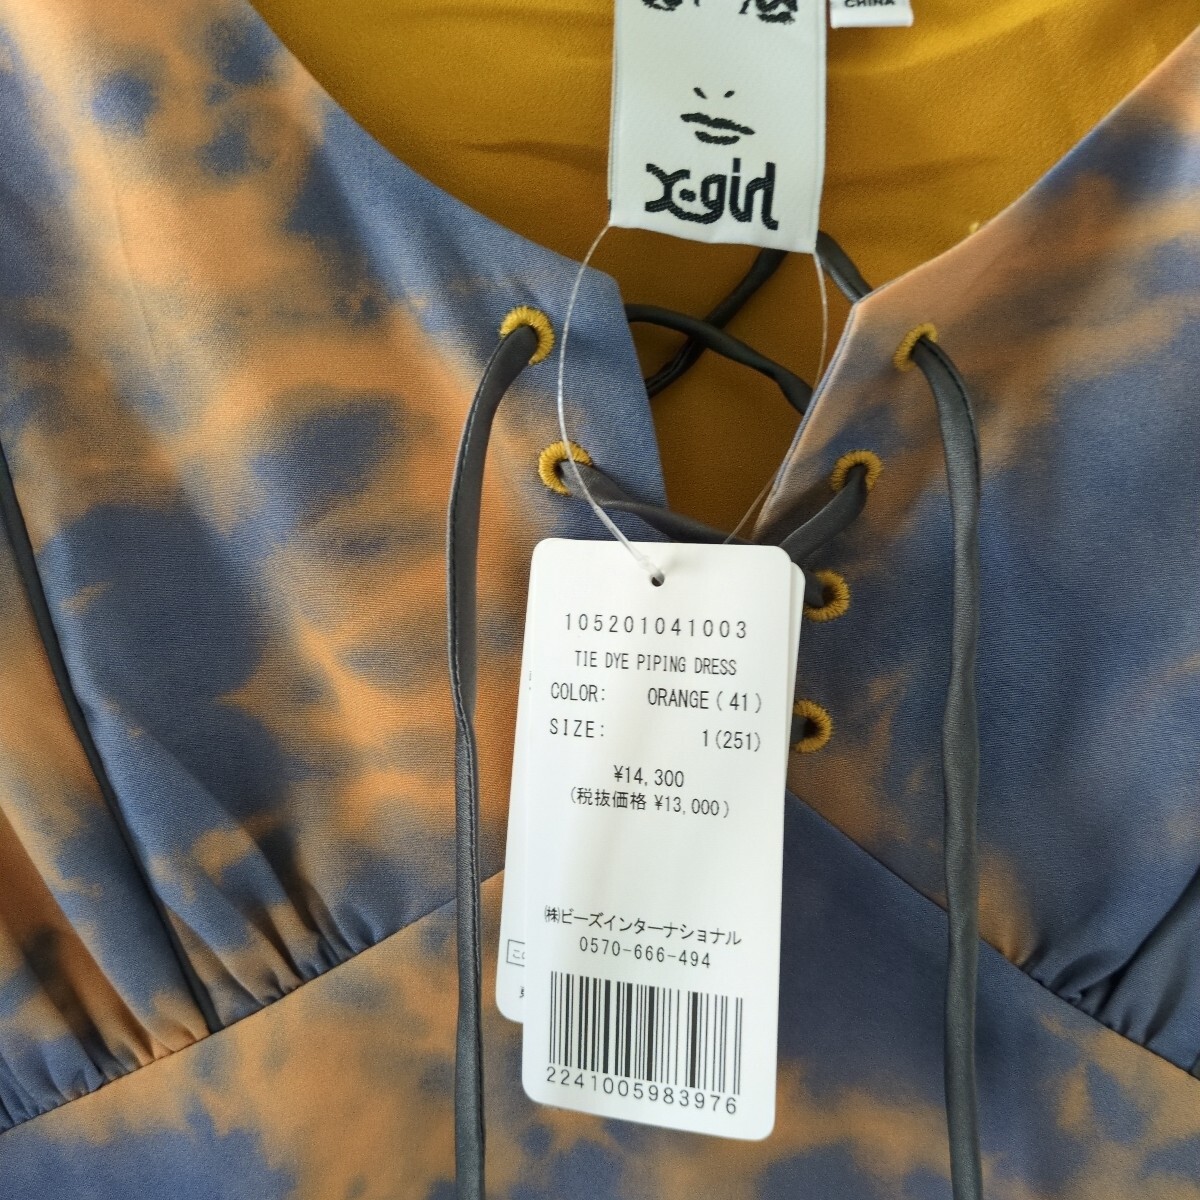 CHINA
X-girl
105201041003
TIE DYE PIPING DRESS
COLOR: ORANGE(41)
SIZE: 1(251)
¥14,300
(税抜価格 ¥13,000)
㈱ビーズインターナショナル
0570-666-494
2241005983976
この